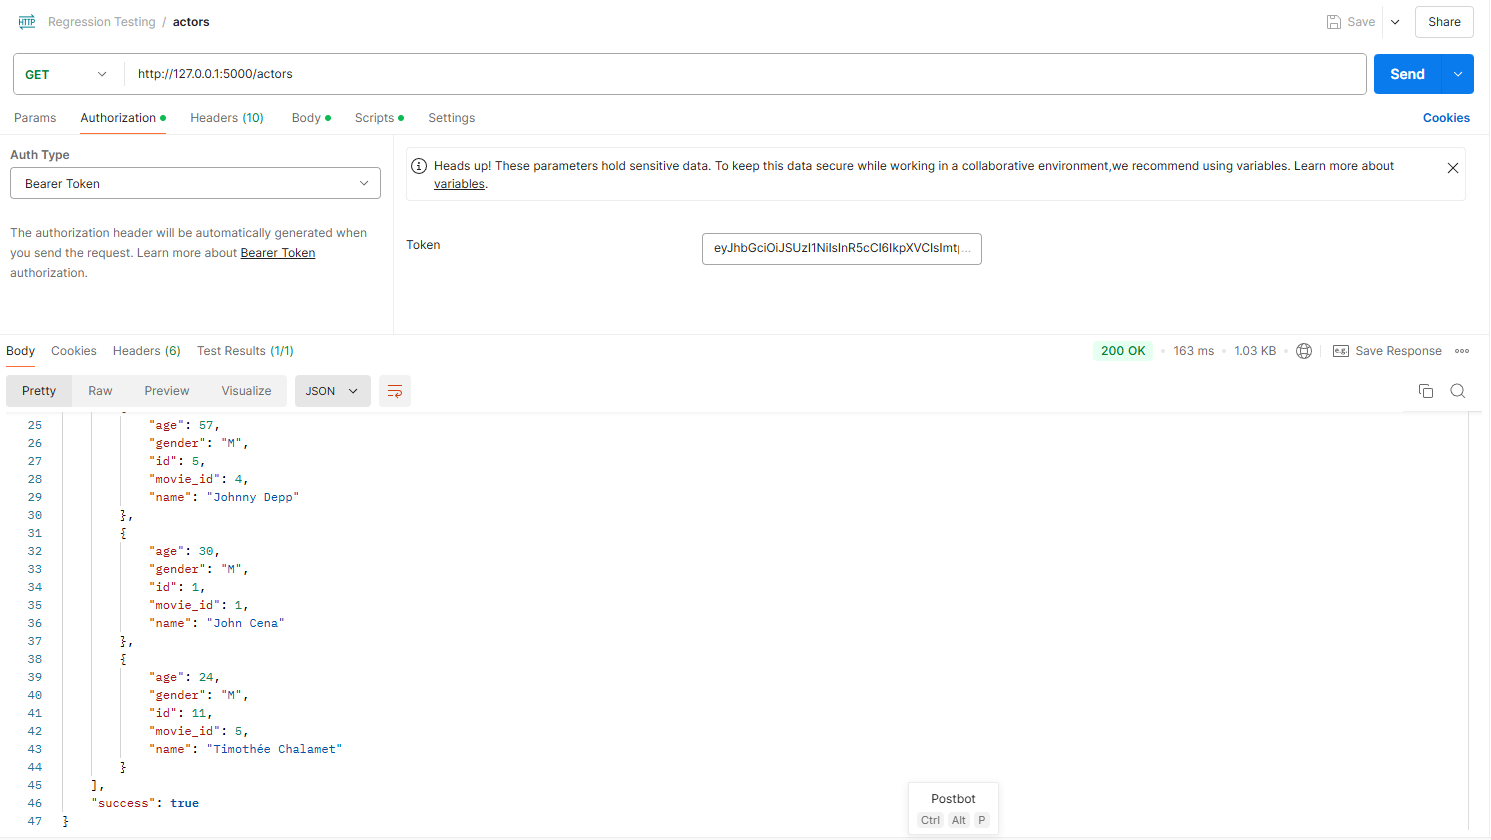 HTTP Regression Testing / actors Save Share
GET http://127.0.0.1:5000/actors Send
Params Authorization Headers (10) Body Scripts Settings Cookies
Auth Type
Bearer Token
The authorization header will be automatically generated when
you send the request. Learn more about Bearer Token
authorization.
Heads up! These parameters hold sensitive data. To keep this data secure while working in a collaborative environment,we recommend using variables. Learn more about
variables.
Token
Body Cookies Headers (6) Test Results (1/1) 200 OK 163 ms 1.03 KB e.g. Save Response
Pretty Raw Preview Visualize JSON
25 "age": 57,
26 "gender": "M",
27 "id": 5,
28 "movie_id": 4,
29 "name": "Johnny Depp"
30 },
31 {
32 "age": 30,
33 "gender": "M",
34 "id": 1,
35 "movie_id": 1,
36 "name": "John Cena"
37 },
38 {
39 "age": 24,
40 "gender": "M",
41 "id": 11,
42 "movie_id": 5,
43 "name": "Timothée Chalamet"
44 }
45 ],
46 "success": true
47 }
Postbot
Ctrl Alt P